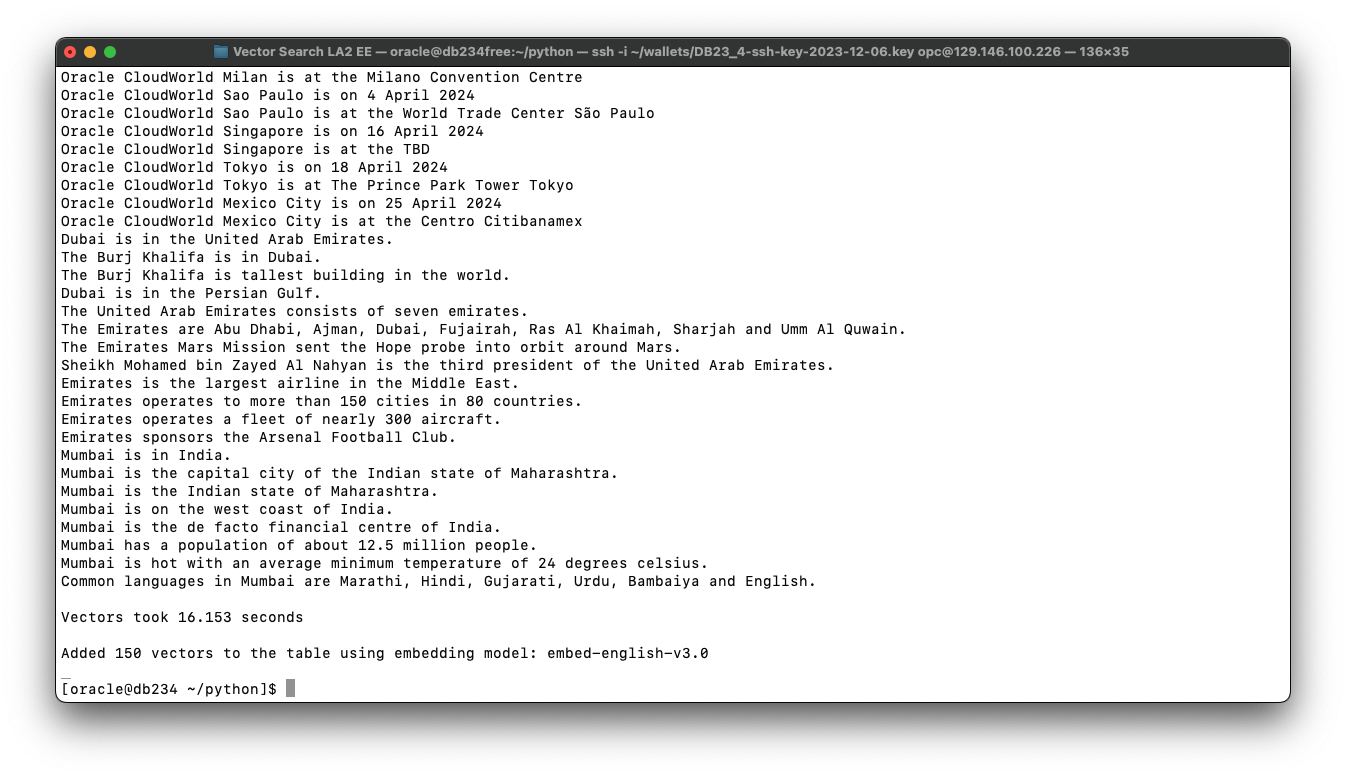 Vector Search LA2 EE — oracle@db234free:~/python — ssh -i ~/wallets/DB23_4-ssh-key-2023-12-06.key opc@129.146.100.226 — 136×35
Oracle CloudWorld Milan is at the Milano Convention Centre
Oracle CloudWorld Sao Paulo is on 4 April 2024
Oracle CloudWorld Sao Paulo is at the World Trade Center São Paulo
Oracle CloudWorld Singapore is on 16 April 2024
Oracle CloudWorld Singapore is at the TBD
Oracle CloudWorld Tokyo is on 18 April 2024
Oracle CloudWorld Tokyo is at The Prince Park Tower Tokyo
Oracle CloudWorld Mexico City is on 25 April 2024
Oracle CloudWorld Mexico City is at the Centro Citibanamex
Dubai is in the United Arab Emirates.
The Burj Khalifa is in Dubai.
The Burj Khalifa is tallest building in the world.
Dubai is in the Persian Gulf.
The United Arab Emirates consists of seven emirates.
The Emirates are Abu Dhabi, Ajman, Dubai, Fujairah, Ras Al Khaimah, Sharjah and Umm Al Quwain.
The Emirates Mars Mission sent the Hope probe into orbit around Mars.
Sheikh Mohamed bin Zayed Al Nahyan is the third president of the United Arab Emirates.
Emirates is the largest airline in the Middle East.
Emirates operates to more than 150 cities in 80 countries.
Emirates operates a fleet of nearly 300 aircraft.
Emirates sponsors the Arsenal Football Club.
Mumbai is in India.
Mumbai is the capital city of the Indian state of Maharashtra.
Mumbai is the Indian state of Maharashtra.
Mumbai is on the west coast of India.
Mumbai is the de facto financial centre of India.
Mumbai has a population of about 12.5 million people.
Mumbai is hot with an average minimum temperature of 24 degrees celsius.
Common languages in Mumbai are Marathi, Hindi, Gujarati, Urdu, Bambaiya and English.
Vectors took 16.153 seconds
Added 150 vectors to the table using embedding model: embed-english-v3.0
_
[oracle@db234 ~/python]$